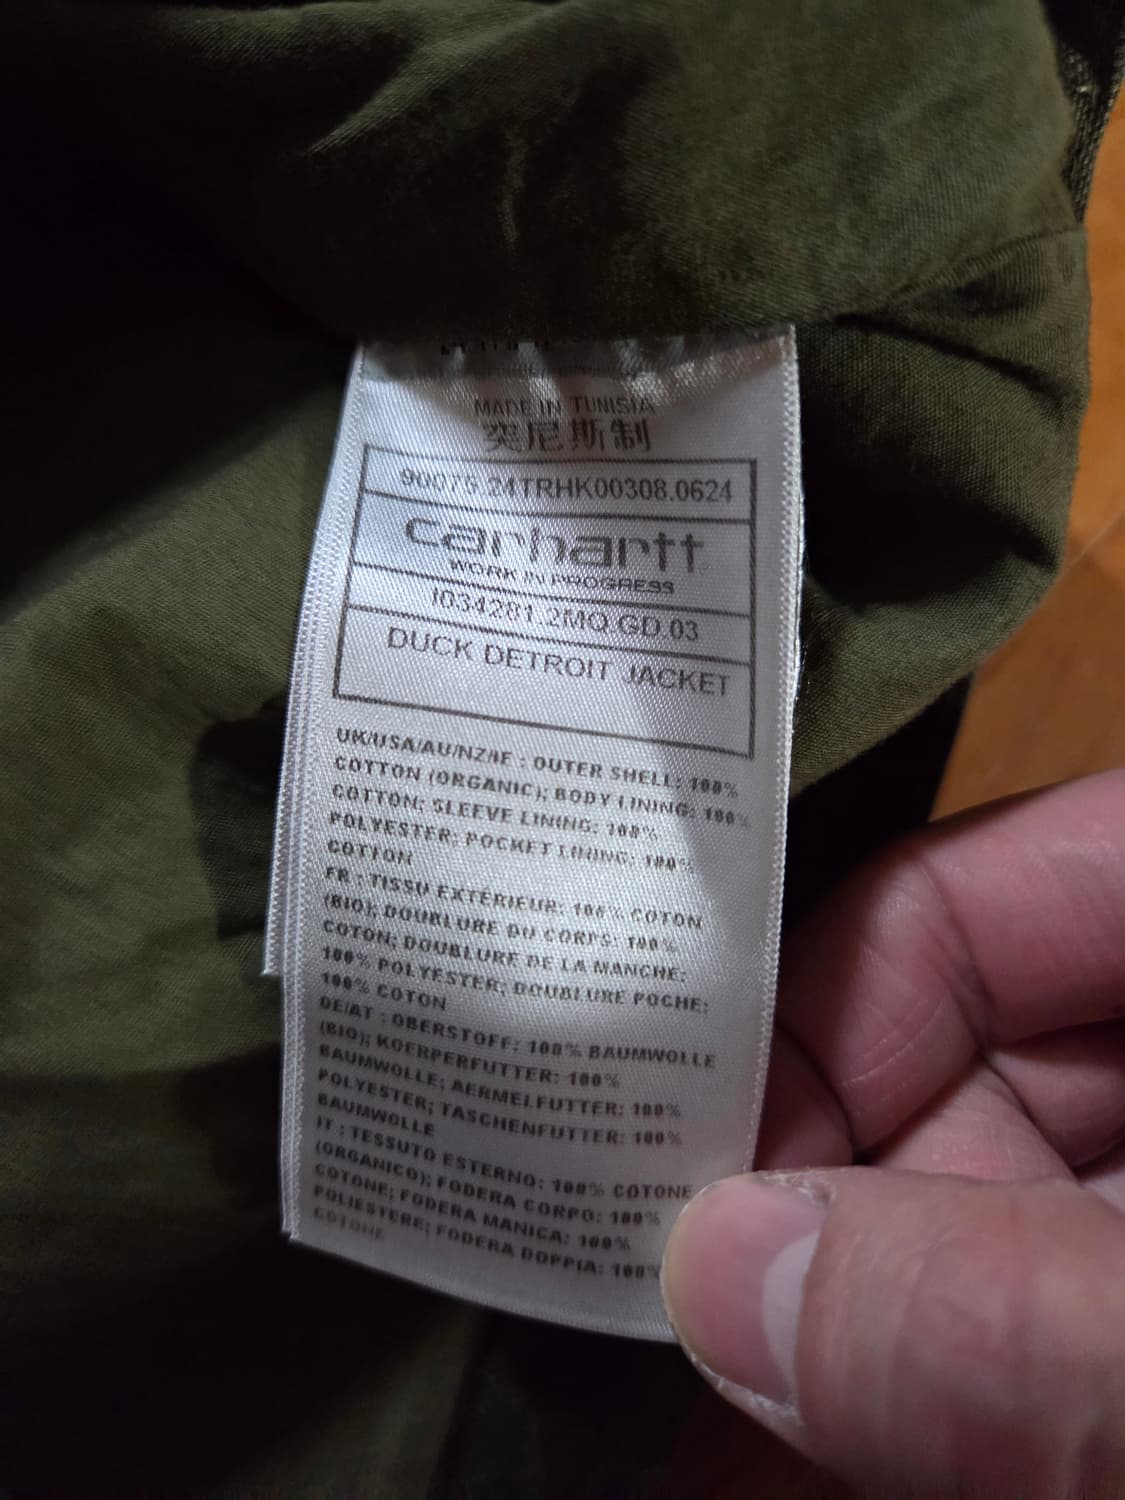 MADE IN TUNISIA
突尼斯制
90075.24TRHK00308.0624
carhartt
WORK IN PROGRESS
I034281.2MO.GD.03
DUCK DETROIT JACKET
UK/USA/AU/NZ/IE : OUTER SHELL: 100%
COTTON (ORGANIC); BODY LINING: 100%
COTTON; SLEEVE LINING: 100%
POLYESTER; POCKET LINING: 100%
COTTON
FR : TISSU EXTÉRIEUR: 100% COTON
(BIO); DOUBLURE DU CORPS: 100%
COTON; DOUBLURE DE LA MANCHE:
100% POLYESTER; DOUBLURE POCHE:
100% COTON
DE/AT : OBERSTOFF: 100% BAUMWOLLE
(BIO); KOERPERFUTTER: 100%
BAUMWOLLE; AERMELFUTTER: 100%
POLYESTER; TASCHENFUTTER: 100%
BAUMWOLLE
IT : TESSUTO ESTERNO: 100% COTONE
(ORGANICO); FODERA CORPO: 100%
COTONE; FODERA MANICA: 100%
POLIESTERE; FODERA DOPPIA: 100%
COTONE